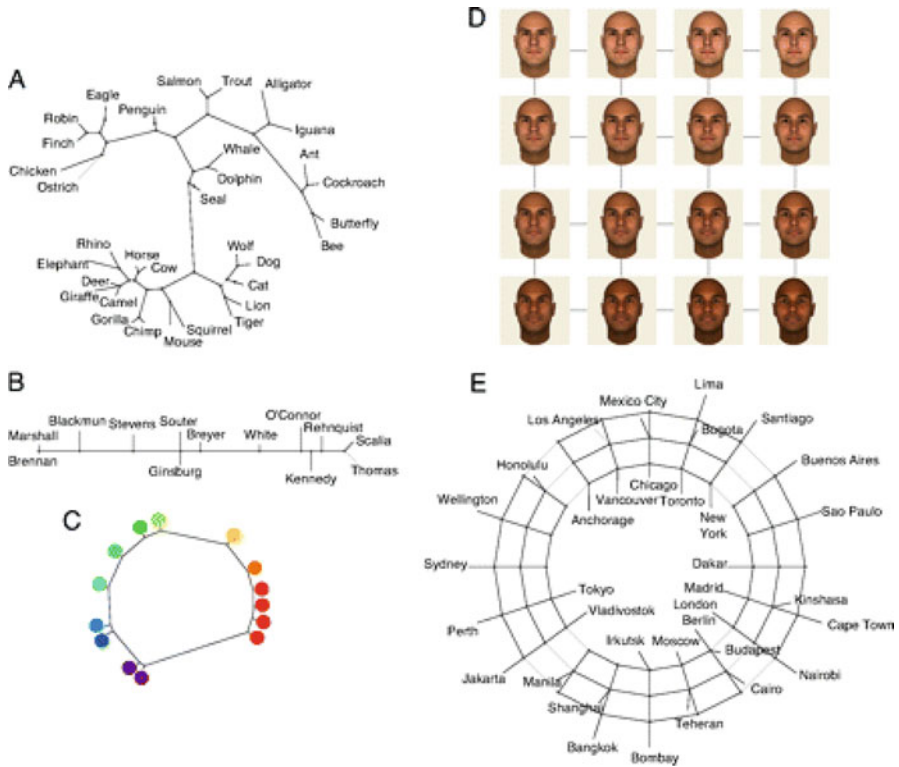 A
Salmon Trout
Alligator
Eagle
Penguin
Robin
Iguana
Finch
Ant
Whale
Chicken
Dolphin
Cockroach
Ostrich
Seal
Butterfly
Bee
Rhino
Horse
Wolf
Elephant
Cow
Dog
Deer
Cat
Giraffe
Camel
Lion
Gorilla
Squirrel
Tiger
Chimp
Mouse
B
O'Connor
Blackmun
Souter
Rehnquist
Marshall
Stevens
Breyer
White
Scalia
Brennan
Ginsburg
Kennedy
Thomas
C
D
E
Lima
Mexico City
Los Angeles
Bogota
Santiago
Honolulu
Buenos Aires
Chicago
Wellington
Vancouver
Toronto
Anchorage
New
York
Sao Paulo
Sydney
Dakar
Tokyo
Madrid
Vladivostok
London
Kinshasa
Perth
Berlin
Cape Town
Irkutsk
Moscow
Budapest
Jakarta
Manila
Nairobi
Shanghai
Cairo
Teheran
Bangkok
Bombay